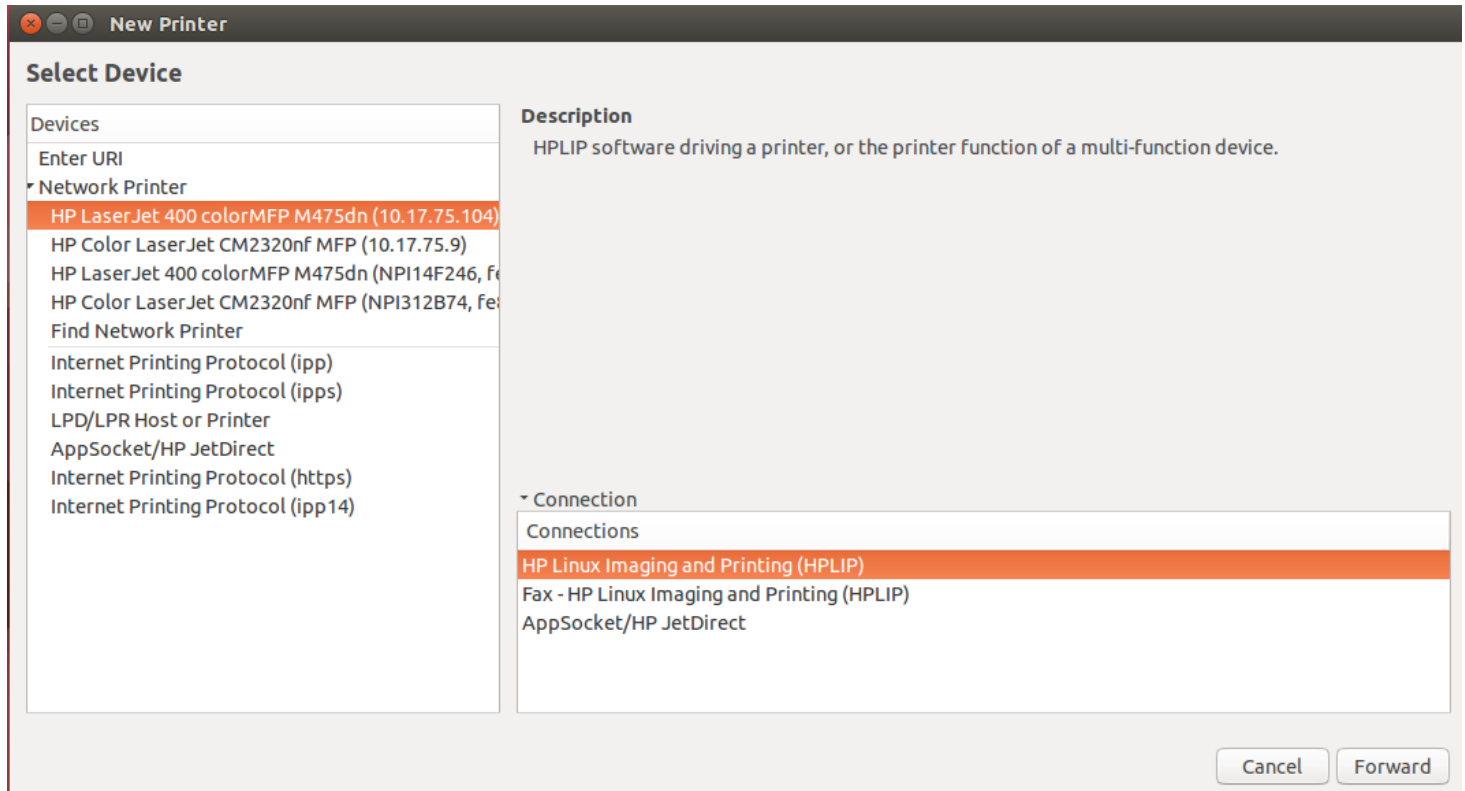 New Printer
Select Device
Devices
Enter URI
Network Printer
HP LaserJet 400 colorMFP M475dn (10.17.75.104)
HP Color LaserJet CM2320nf MFP (10.17.75.9)
HP LaserJet 400 colorMFP M475dn (NPI14F246, fe
HP Color LaserJet CM2320nf MFP (NPI312B74, fe8
Find Network Printer
Internet Printing Protocol (ipp)
Internet Printing Protocol (ipps)
LPD/LPR Host or Printer
AppSocket/HP JetDirect
Internet Printing Protocol (https)
Internet Printing Protocol (ipp14)
Description
HPLIP software driving a printer, or the printer function of a multi-function device.
Connection
Connections
HP Linux Imaging and Printing (HPLIP)
Fax - HP Linux Imaging and Printing (HPLIP)
AppSocket/HP JetDirect
Cancel
Forward